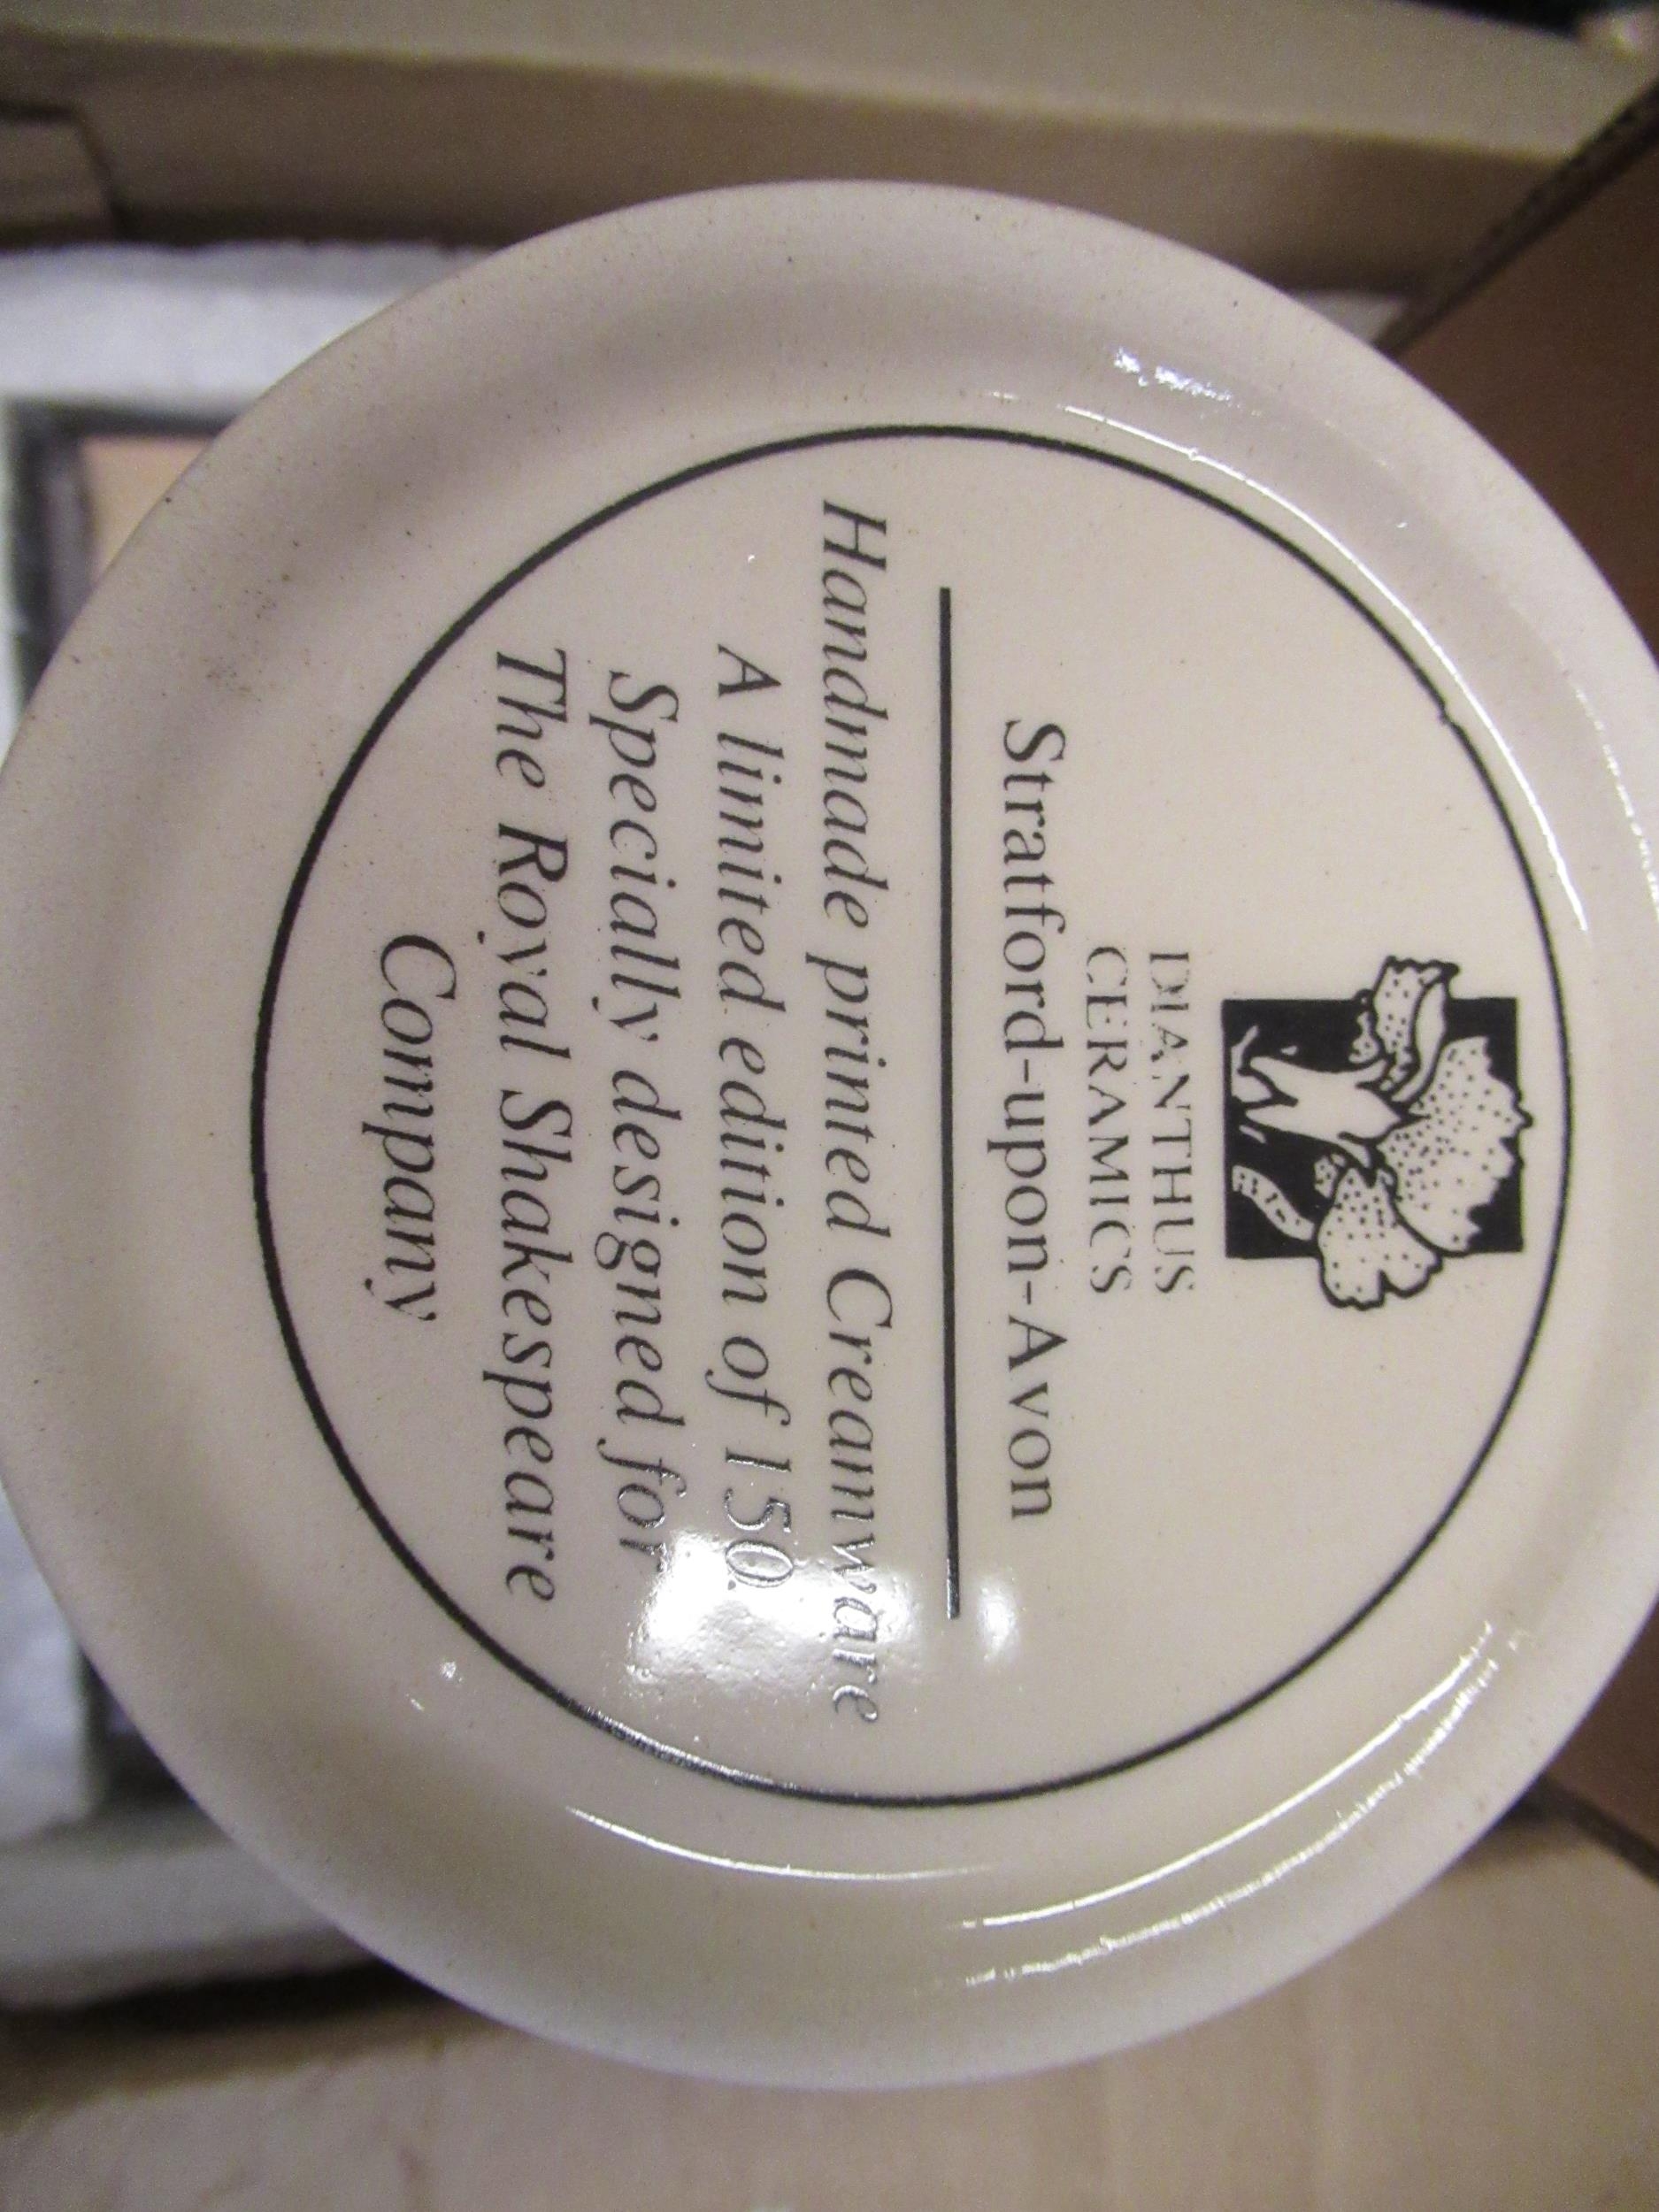 DIANTHUS
CERAMICS
Stratford-upon-Avon
Handmade printed Creamware
A limited edition of 150
Specially designed for
The Royal Shakespeare
Company